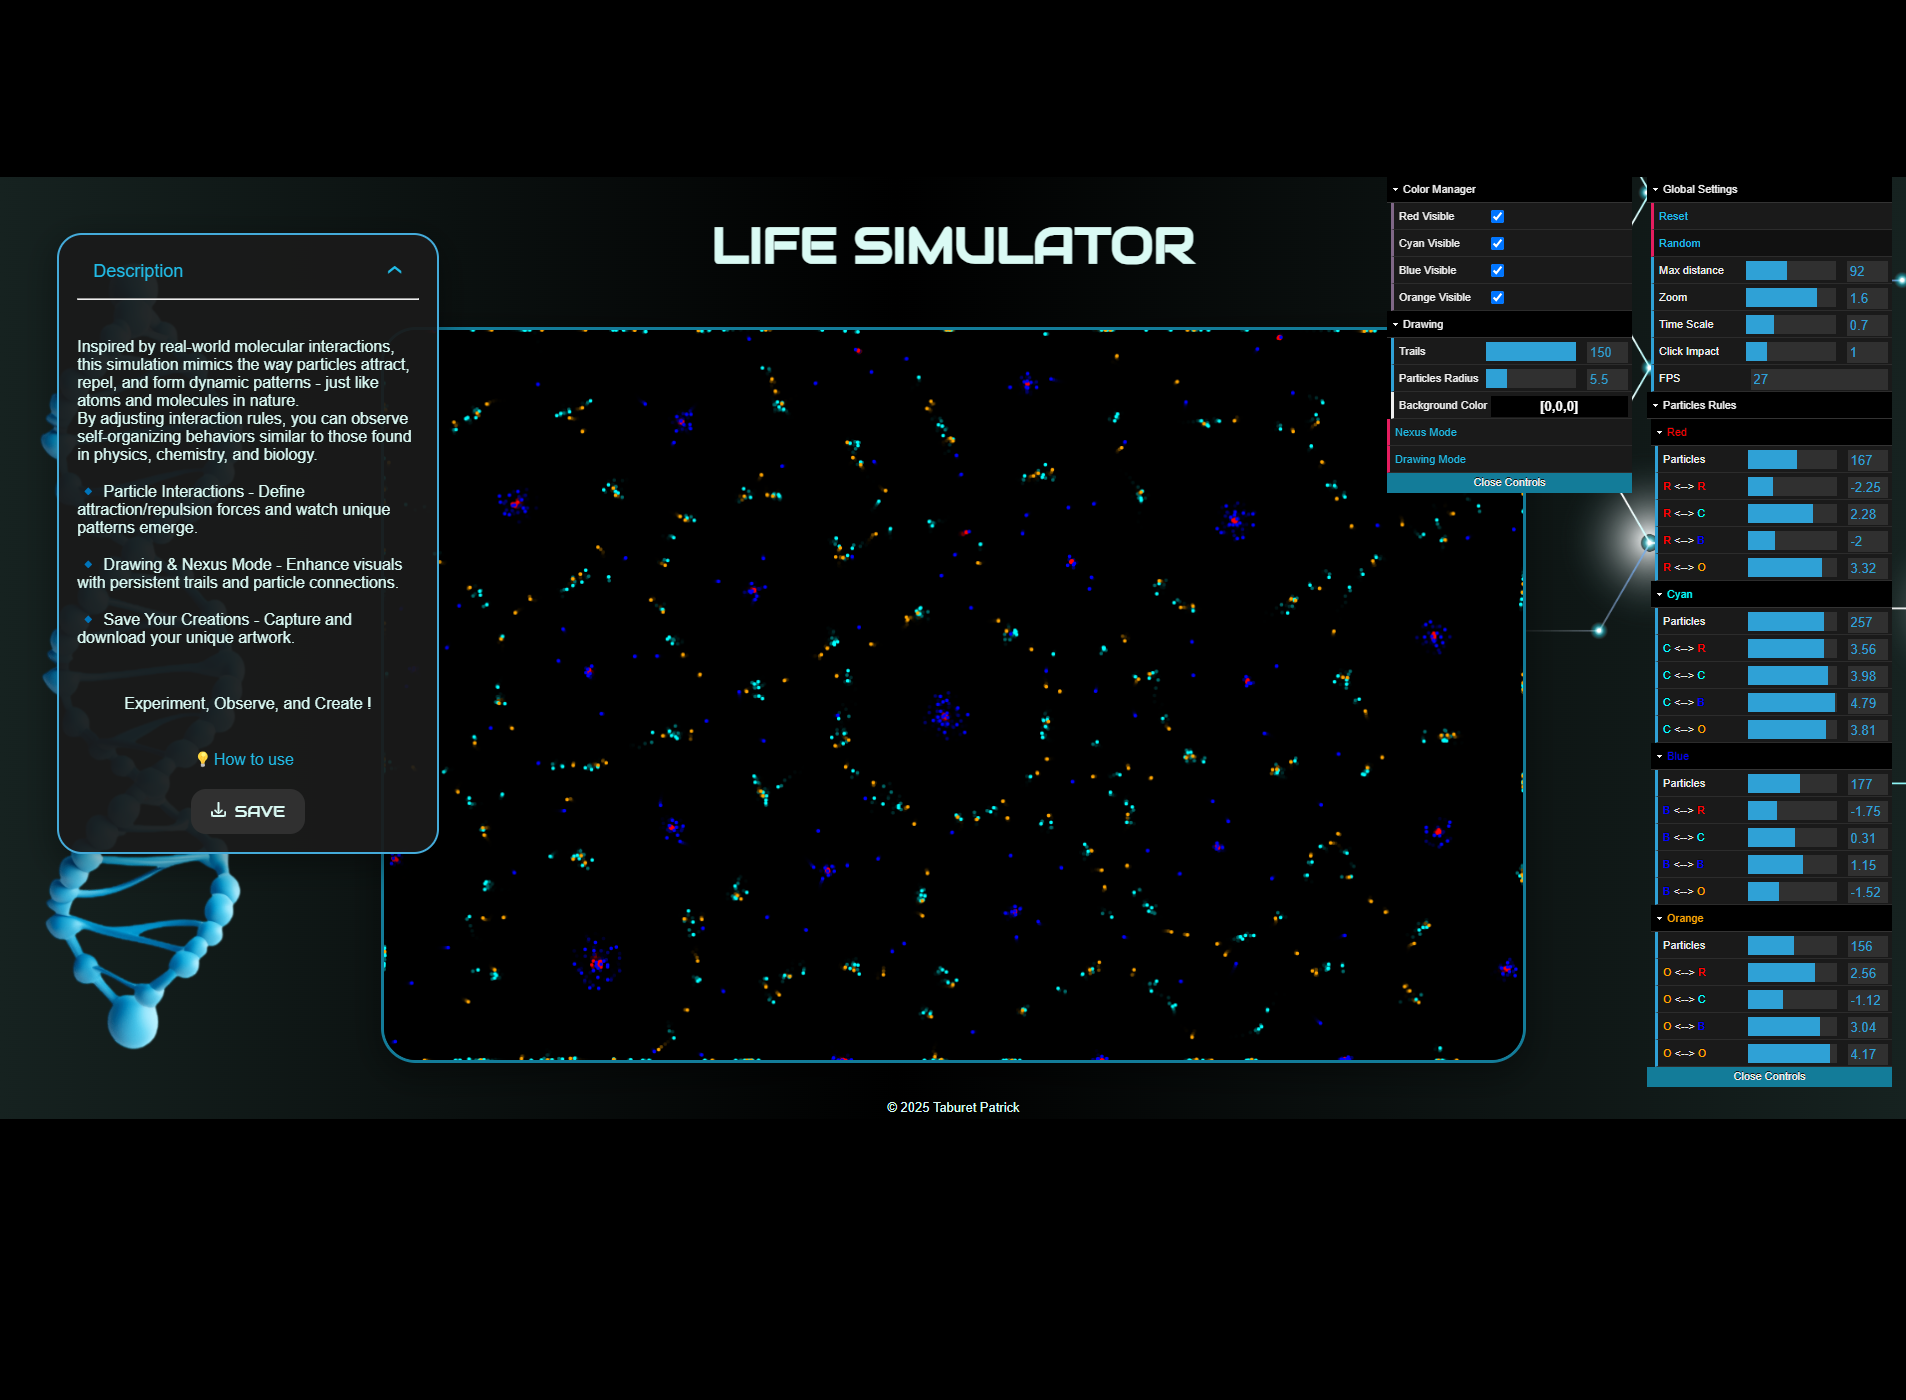 LIFE SIMULATOR
Description
Inspired by real-world molecular interactions,
this simulation mimics the way particles attract,
repel, and form dynamic patterns - just like
atoms and molecules in nature.
By adjusting interaction rules, you can observe
self-organizing behaviors similar to those found
in physics, chemistry, and biology.
🔹 Particle Interactions - Define
attraction/repulsion forces and watch unique
patterns emerge.
🔹 Drawing & Nexus Mode - Enhance visuals
with persistent trails and particle connections.
🔹 Save Your Creations - Capture and
download your unique artwork.
Experiment, Observe, and Create !
💡 How to use
SAVE
Color Manager
Red Visible
Cyan Visible
Blue Visible
Orange Visible
Drawing
Trails 150
Particles Radius 5.5
Background Color [0,0,0]
Nexus Mode
Drawing Mode
Close Controls
Global Settings
Reset
Random
Max distance 92
Zoom 1.6
Time Scale 0.7
Click Impact 1
FPS 27
Particles Rules
Red
Particles 167
R <--> R -2.25
R <--> C 2.28
R <--> B -2
R <--> O 3.32
Cyan
Particles 257
C <--> R 3.56
C <--> C 3.98
C <--> B 4.79
C <--> O 3.81
Blue
Particles 177
B <--> R -1.75
B <--> C 0.31
B <--> B 1.15
B <--> O -1.52
Orange
Particles 156
O <--> R 2.56
O <--> C -1.12
O <--> B 3.04
O <--> O 4.17
Close Controls
© 2025 Taburet Patrick